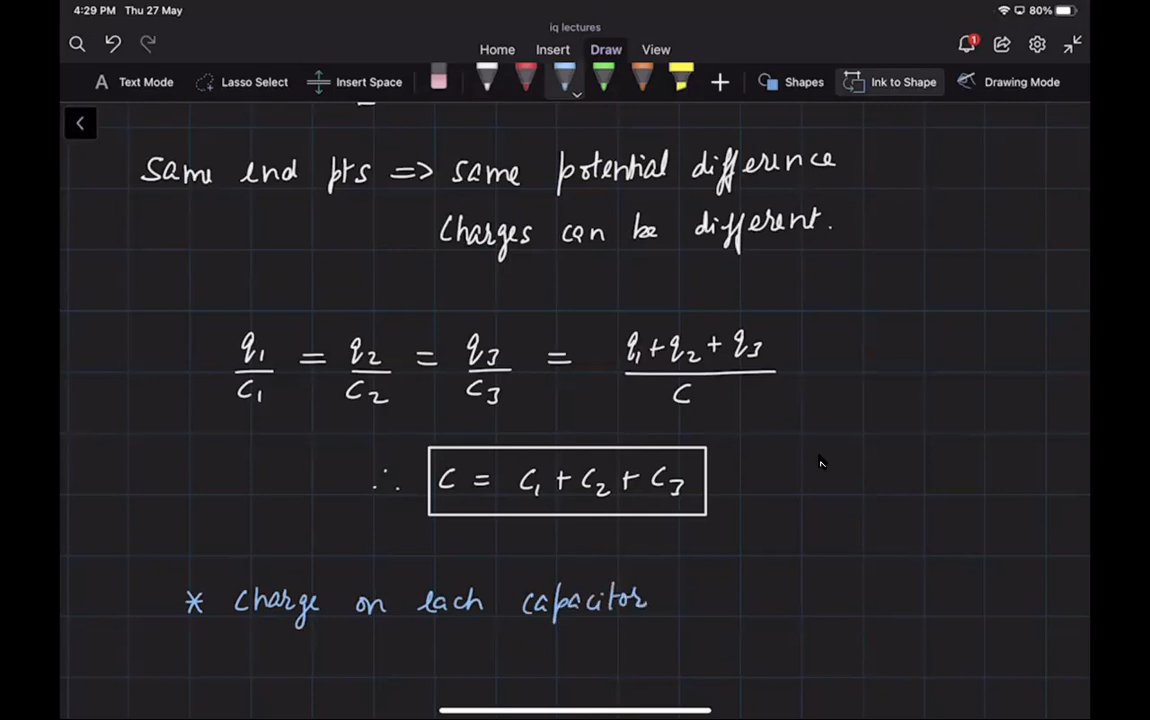 4:29 PM Thu 27 May
80%
iq lectures
Home Insert Draw View
1
Text Mode Lasso Select Insert Space Shapes Ink to Shape Drawing Mode
Same end pts => same potential difference
Charges can be different.
q₁/C₁ = q₂/C₂ = q₃/C₃ = q₁+q₂+q₃/C
∴ C = C₁ + C₂ + C₃
* Charge on each capacitor